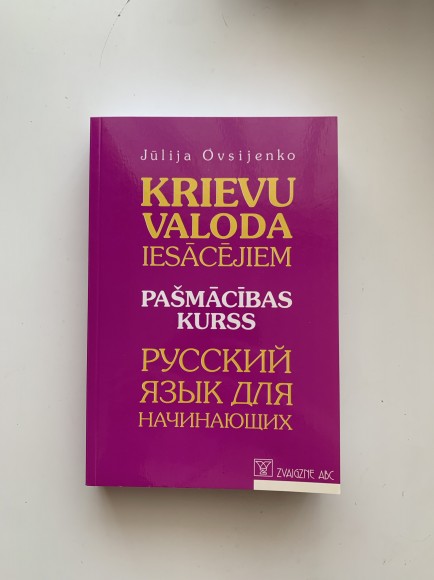 Jūlija Ovsijenko
KRIEVU
VALODA
IESĀCĒJIEM
PAŠMĀCĪBAS
KURSS
РУССКИЙ
ЯЗЫК ДЛЯ
НАЧИНАЮЩИХ
ZVAIGZNE ABC